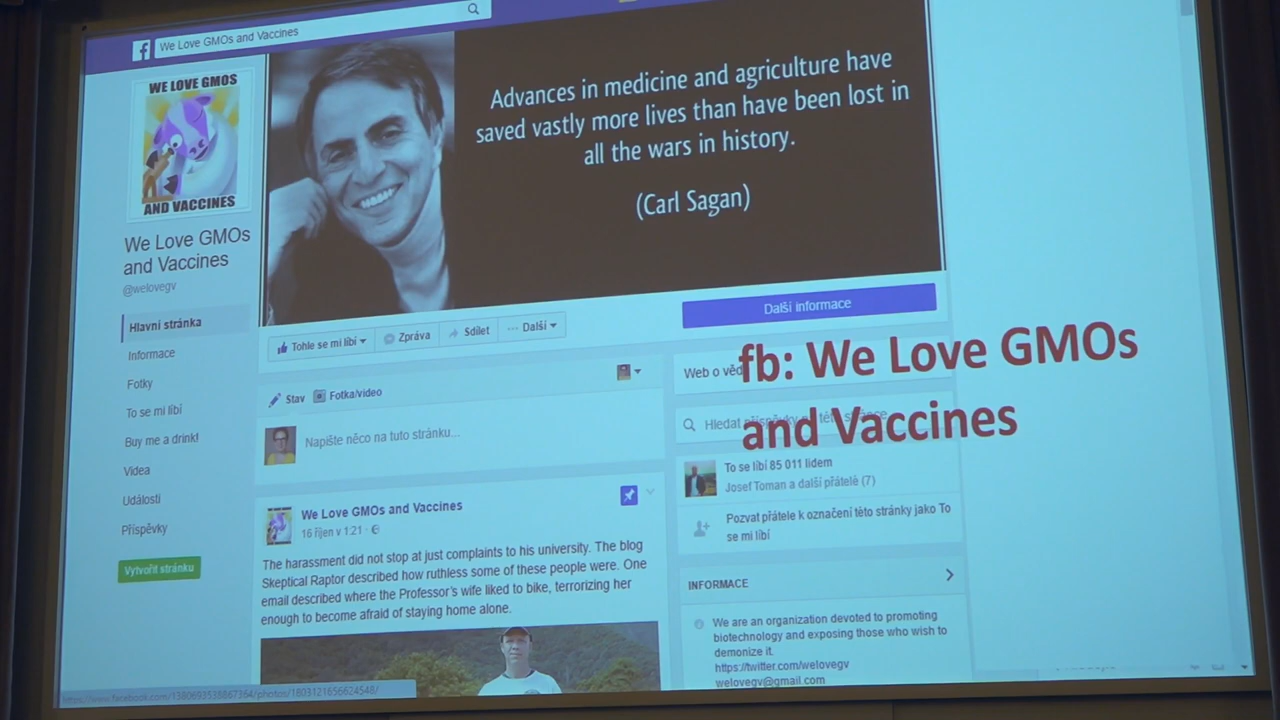 We Love GMOs and Vaccines
WE LOVE GMOS
AND VACCINES
We Love GMOs
and Vaccines
@welovegv
Hlavní stránka
Informace
Fotky
To se mi líbí
Buy me a drink!
Videa
Události
Příspěvky
Vytvořit stránku
Advances in medicine and agriculture have
saved vastly more lives than have been lost in
all the wars in history.
(Carl Sagan)
Tohle se mi líbí
Zpráva
Sdílet
Další
Další informace
Stav
Fotka/video
Napište něco na tuto stránku...
We Love GMOs and Vaccines
16 říjen v 1:21
The harassment did not stop at just complaints to his university. The blog
Skeptical Raptor described how ruthless some of these people were. One
email described where the Professor's wife liked to bike, terrorizing her
enough to become afraid of staying home alone.
Web o
fb: We Love GMOs
and Vaccines
Hledat
To se líbí 85 011 lidem
Josef Toman a další přátelé (7)
Pozvat přátele k označení této stránky jako To
se mi líbí
INFORMACE
We are an organization devoted to promoting
biotechnology and exposing those who wish to
demonize it.
https://twitter.com/welovegv
welovegv@gmail.com
https://www.facebook.com/1380693538867364/photos/1803121656624548/